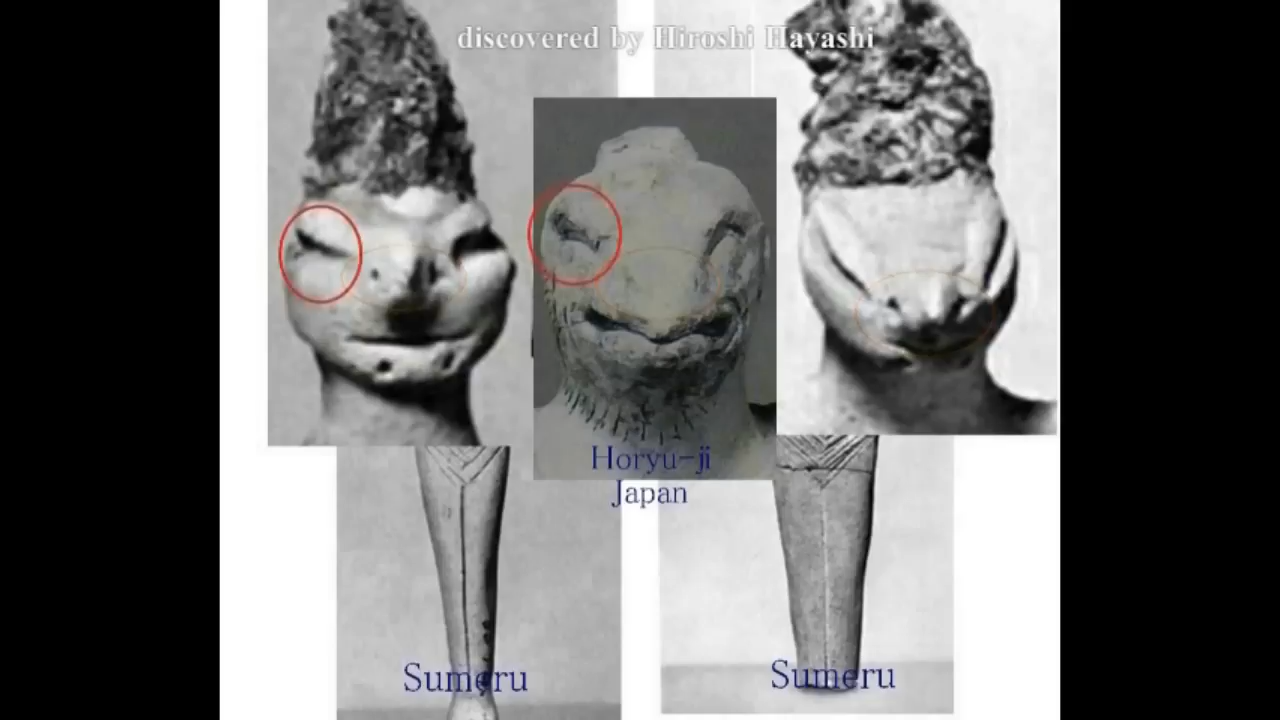 discovered by Hiroshi Hayashi
Horyu-ji
Japan
Sumeru
Sumeru